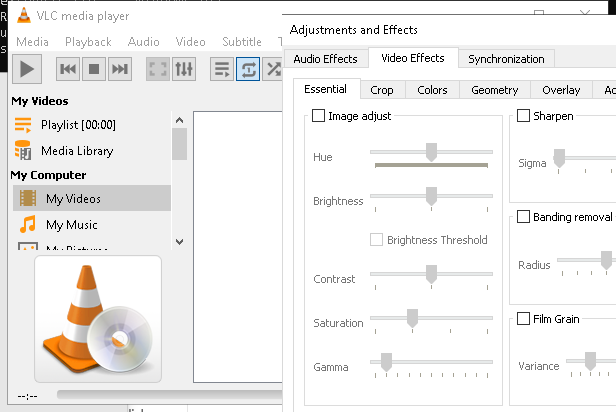 VLC media player
Media Playback Audio Video Subtitle
My Videos
Playlist [00:00]
Media Library
My Computer
My Videos
My Music
My Pictures
--:--
Adjustments and Effects
Audio Effects Video Effects Synchronization
Essential Crop Colors Geometry Overlay
Image adjust
Hue
Brightness
Brightness Threshold
Contrast
Saturation
Gamma
Sharpen
Sigma
Banding removal
Radius
Film Grain
Variance